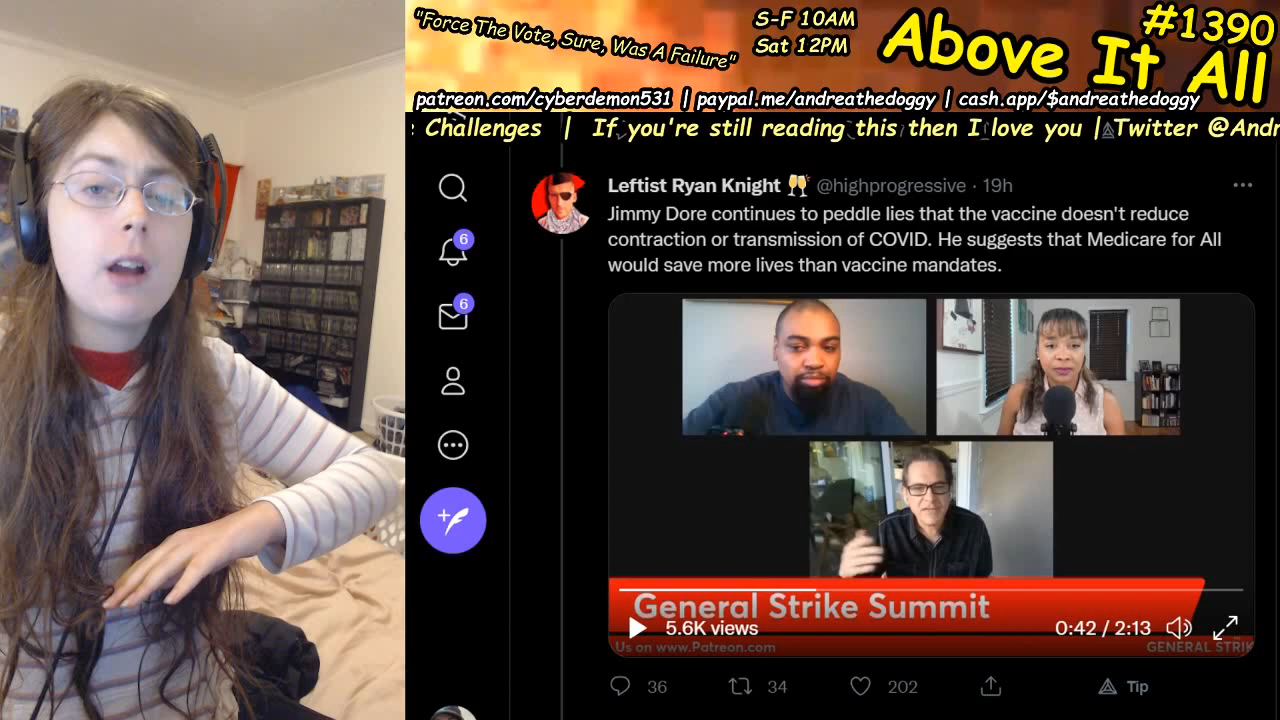 "Force The Vote, Sure, Was A Failure"
S-F 10AM
Sat 12PM
#1390
Above It All
patreon.com/cyberdemon531 | paypal.me/andreathedoggy | cash.app/$andreathedoggy
: Challenges | If you're still reading this then I love you | Twitter @Andr
6
6
Leftist Ryan Knight 🥂 @highprogressive · 19h
Jimmy Dore continues to peddle lies that the vaccine doesn't reduce
contraction or transmission of COVID. He suggests that Medicare for All
would save more lives than vaccine mandates.
General Strike Summit
5.6K views
0:42 / 2:13
Us on www.Patreon.com
GENERAL STRIK
36
34
202
Tip